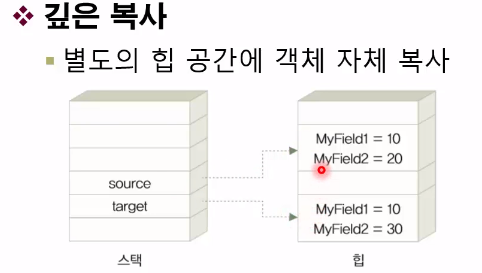 깊은 복사
별도의 힙 공간에 객체 자체 복사
MyField1 = 10
MyField2 = 20
source
target
MyField1 = 10
MyField2 = 30
스택
힙